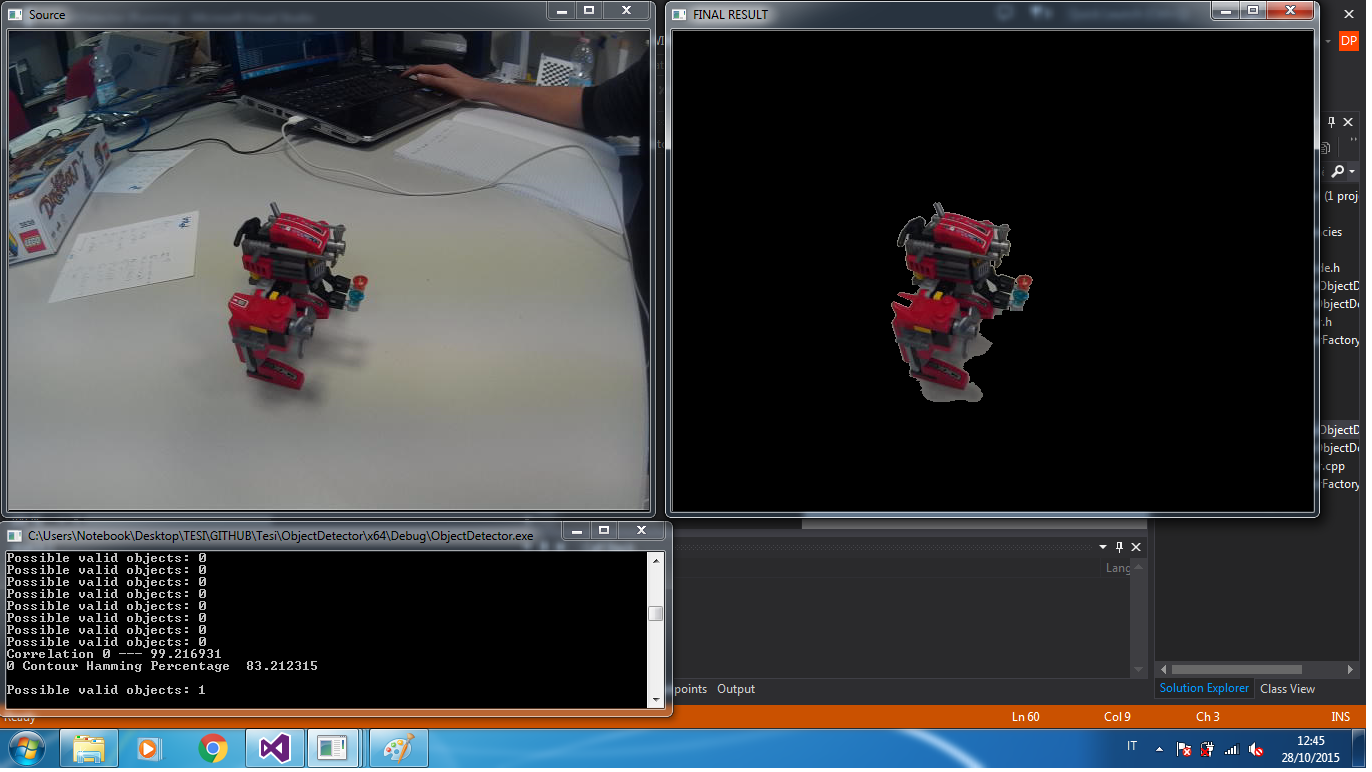 Source
FINAL RESULT
DP
(1 proj
cies
le.h
ObjectD
ObjectDe
r.h
Factory
ObjectD
ObjectDe
.cpp
Factory
C:\Users\Notebook\Desktop\TESI\GITHUB\Tesi\ObjectDetector\x64\Debug\ObjectDetector.exe
Possible valid objects: 0
Possible valid objects: 0
Possible valid objects: 0
Possible valid objects: 0
Possible valid objects: 0
Possible valid objects: 0
Possible valid objects: 0
Possible valid objects: 0
Correlation 0 --- 99.216931
0 Contour Hamming Percentage  83.212315
Possible valid objects: 1
Lang
points Output
Solution Explorer Class View
Ready
Ln 60 Col 9 Ch 3 INS
IT
12:45
28/10/2015
LEGO